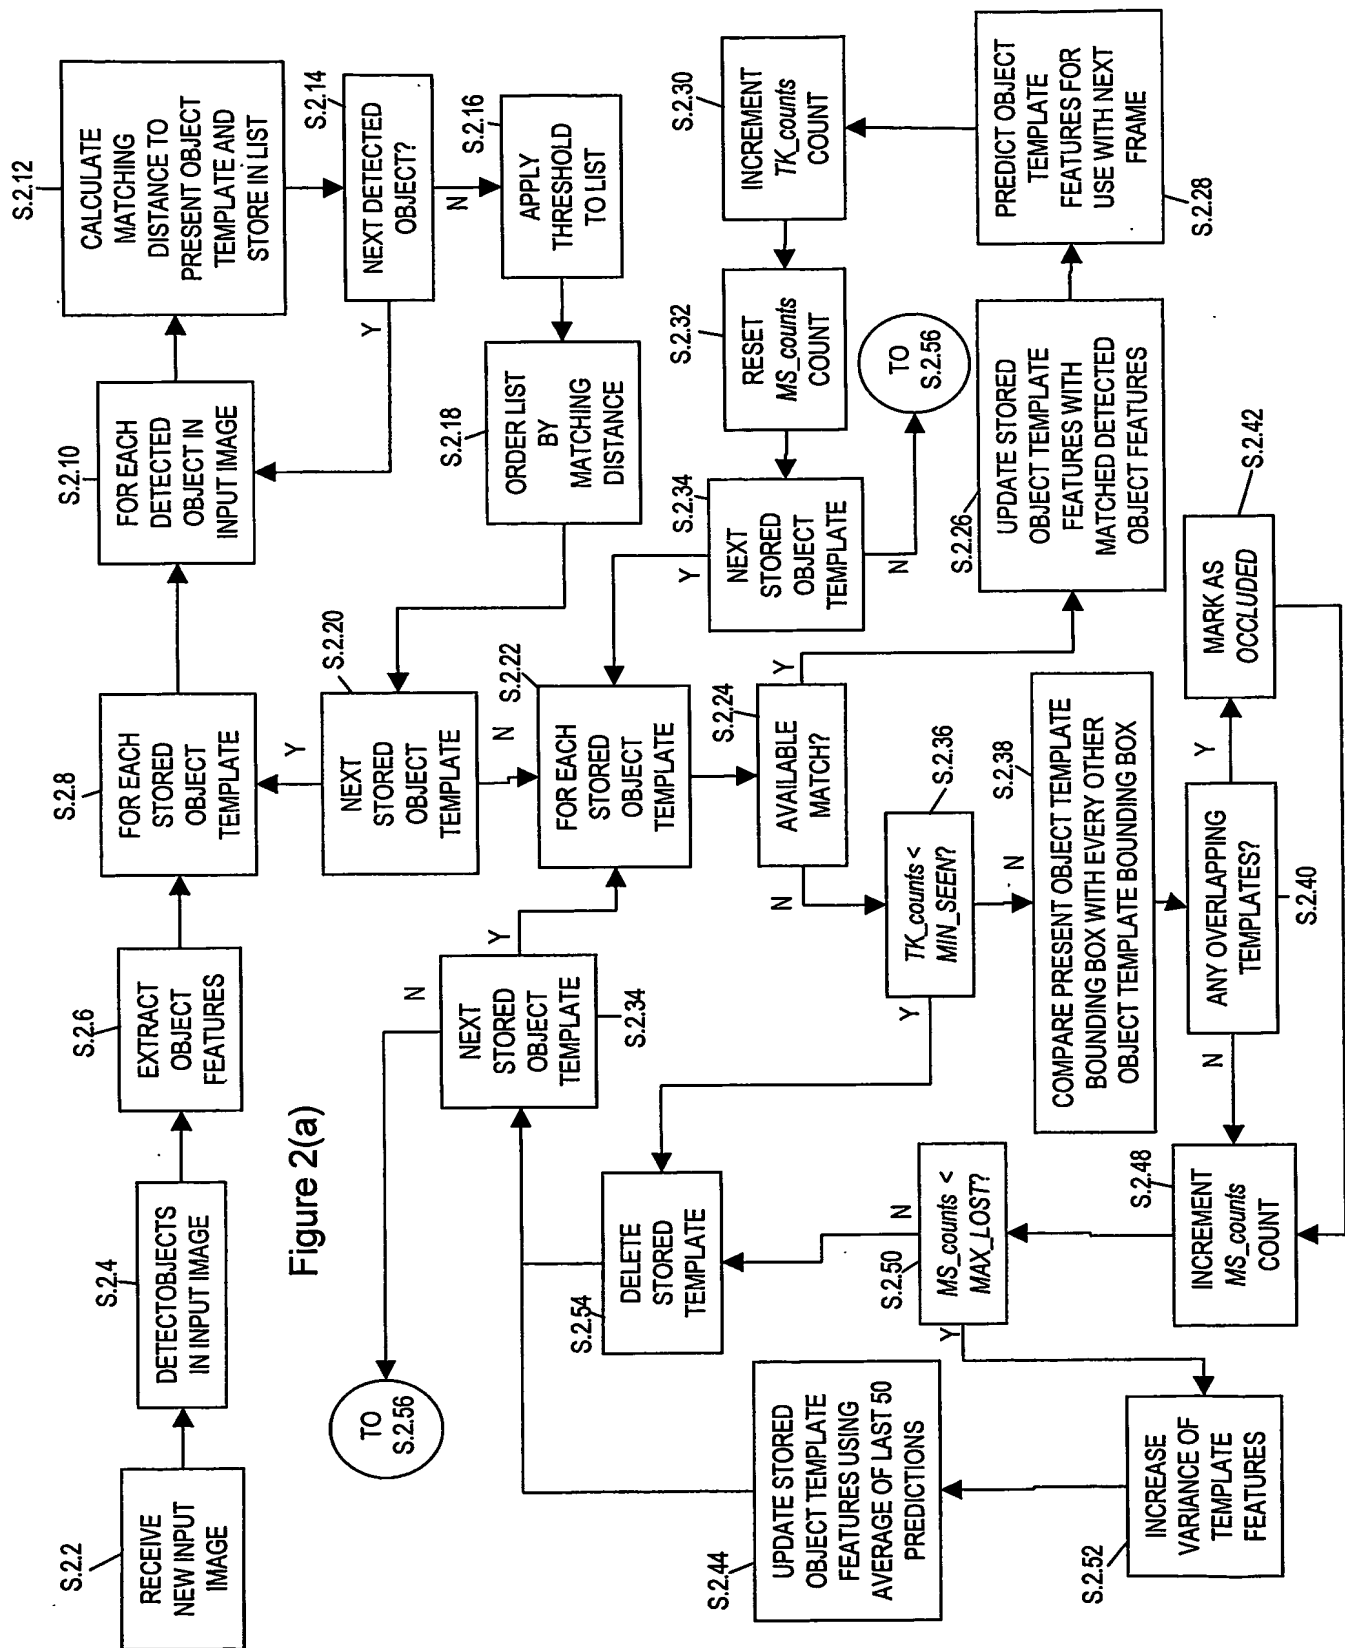 S.2.2
RECEIVE
NEW INPUT
IMAGE
S.2.4
DETECTOBJECTS
IN INPUT IMAGE
S.2.6
EXTRACT
OBJECT
FEATURES
S.2.8
FOR EACH
STORED
OBJECT
TEMPLATE
S.2.10
FOR EACH
DETECTED
OBJECT IN
INPUT IMAGE
S.2.12
CALCULATE
MATCHING
DISTANCE TO
PRESENT OBJECT
TEMPLATE AND
STORE IN LIST
S.2.14
NEXT DETECTED
OBJECT?
Y
N
S.2.16
APPLY
THRESHOLD
TO LIST
S.2.18
ORDER LIST
BY
MATCHING
DISTANCE
S.2.20
NEXT
STORED
OBJECT
TEMPLATE
Y
N
S.2.22
FOR EACH
STORED
OBJECT
TEMPLATE
S.2.24
AVAILABLE
MATCH?
Y
N
S.2.26
UPDATE STORED
OBJECT TEMPLATE
FEATURES WITH
MATCHED DETECTED
OBJECT FEATURES
S.2.28
PREDICT OBJECT
TEMPLATE
FEATURES FOR
USE WITH NEXT
FRAME
S.2.30
INCREMENT
TK_counts
COUNT
S.2.32
RESET
MS_counts
COUNT
S.2.34
NEXT
STORED
OBJECT
TEMPLATE
Y
N
TO
S.2.56
S.2.36
TK_counts <
MIN_SEEN?
Y
N
S.2.38
COMPARE PRESENT OBJECT TEMPLATE
BOUNDING BOX WITH EVERY OTHER
OBJECT TEMPLATE BOUNDING BOX
S.2.40
ANY OVERLAPPING
TEMPLATES?
Y
N
S.2.42
MARK AS
OCCLUDED
S.2.48
INCREMENT
MS_counts
COUNT
S.2.50
MS_counts <
MAX_LOST?
Y
N
S.2.52
INCREASE
VARIANCE OF
TEMPLATE
FEATURES
S.2.44
UPDATE STORED
OBJECT TEMPLATE
FEATURES USING
AVERAGE OF LAST 50
PREDICTIONS
S.2.54
DELETE
STORED
TEMPLATE
S.2.34
NEXT
STORED
OBJECT
TEMPLATE
Y
N
TO
S.2.56
Figure 2(a)